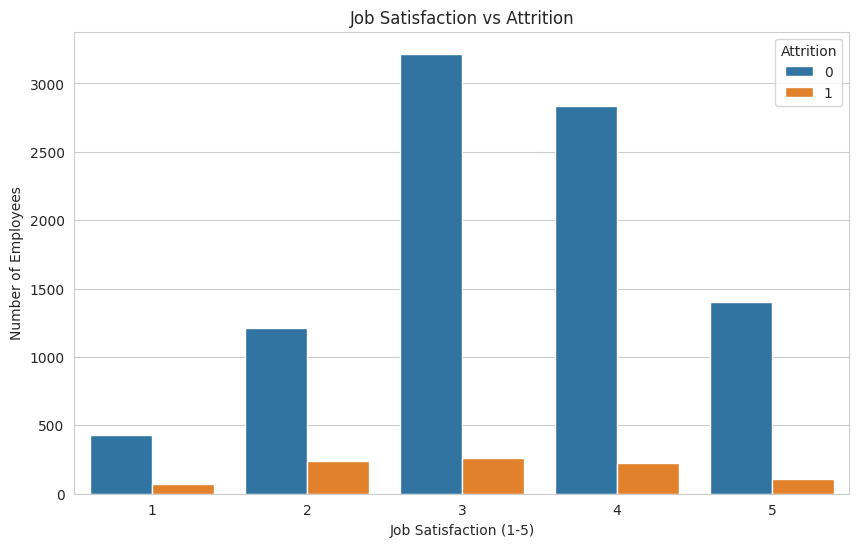 Job Satisfaction vs Attrition
Attrition
0
1
Number of Employees
3000
2500
2000
1500
1000
500
0
1 2 3 4 5
Job Satisfaction (1-5)